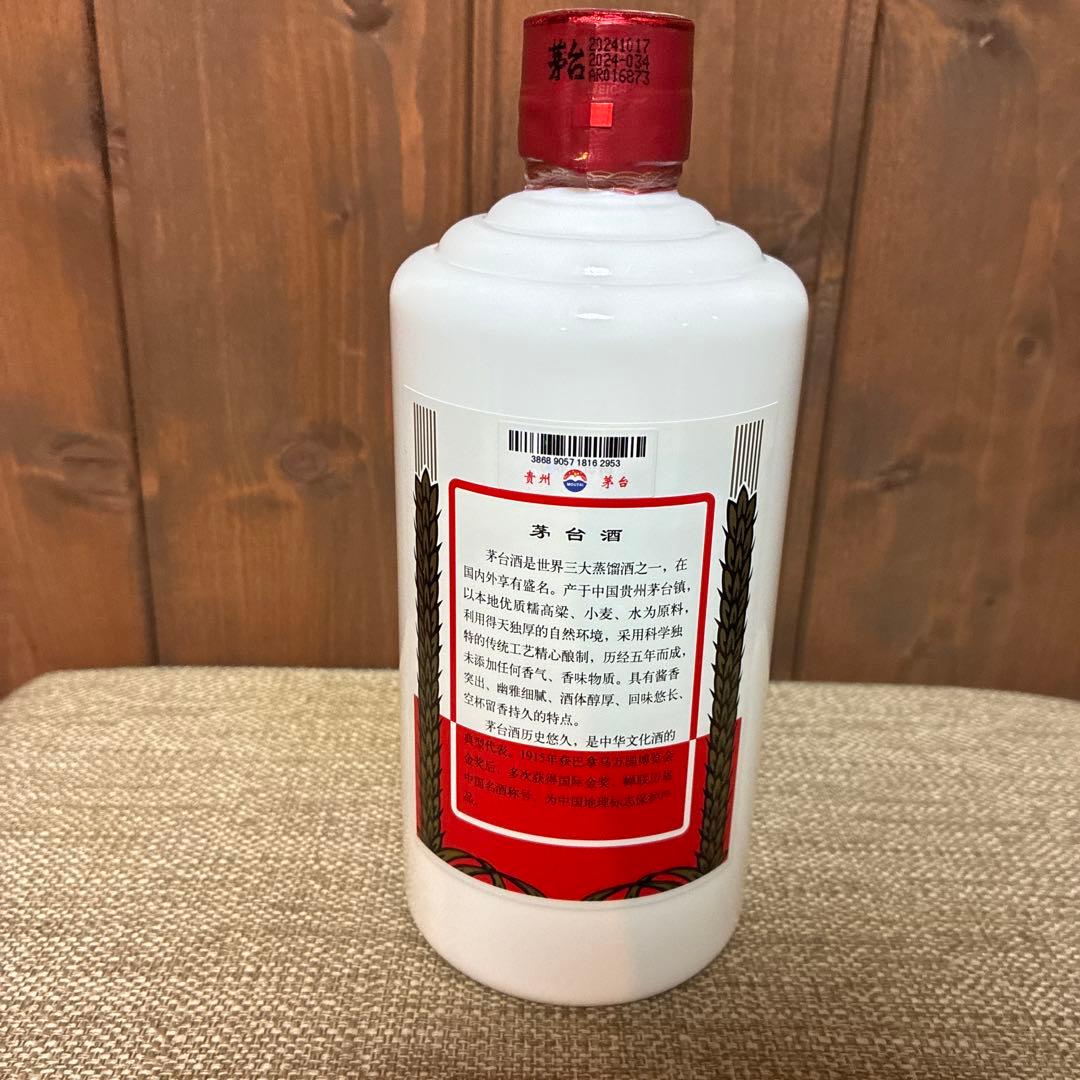 茅台
20241017
2024-034
AR016873
3868 9057 1816 2953
贵州 MOUTAI 茅台
茅台酒
茅台酒是世界三大蒸馏酒之一，在
国内外享有盛名。产于中国贵州茅台镇，
以本地优质糯高粱、小麦、水为原料，
利用得天独厚的自然环境，采用科学独
特的传统工艺精心酿制，历经五年而成，
未添加任何香气、香味物质。具有酱香
突出、幽雅细腻、酒体醇厚、回味悠长、
空杯留香持久的特点。
茅台酒历史悠久，是中华文化酒的
典型代表。1915年获巴拿马万国博览会
金奖后，多次获得国际金奖，蝉联历届
中国名酒称号，为中国地理标志保护产
品。